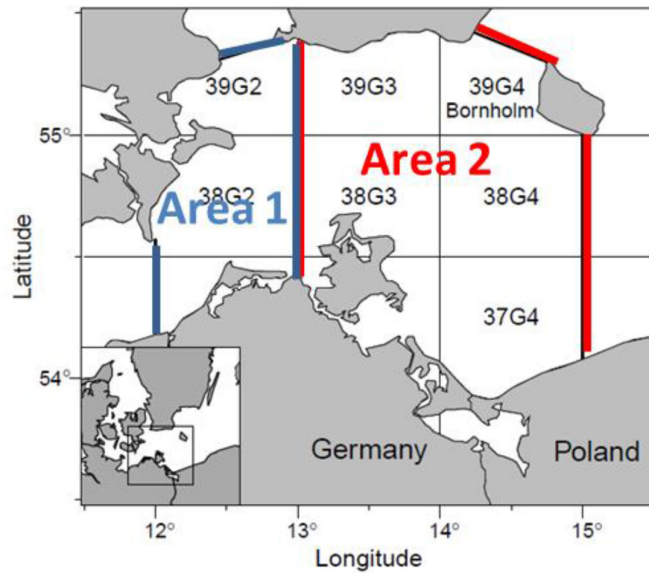 39G2 39G3 39G4
Bornholm
55°
Area 2
Area 1
38G2 38G3 38G4
Latitude
37G4
54°
Germany Poland
12° 13° 14° 15°
Longitude